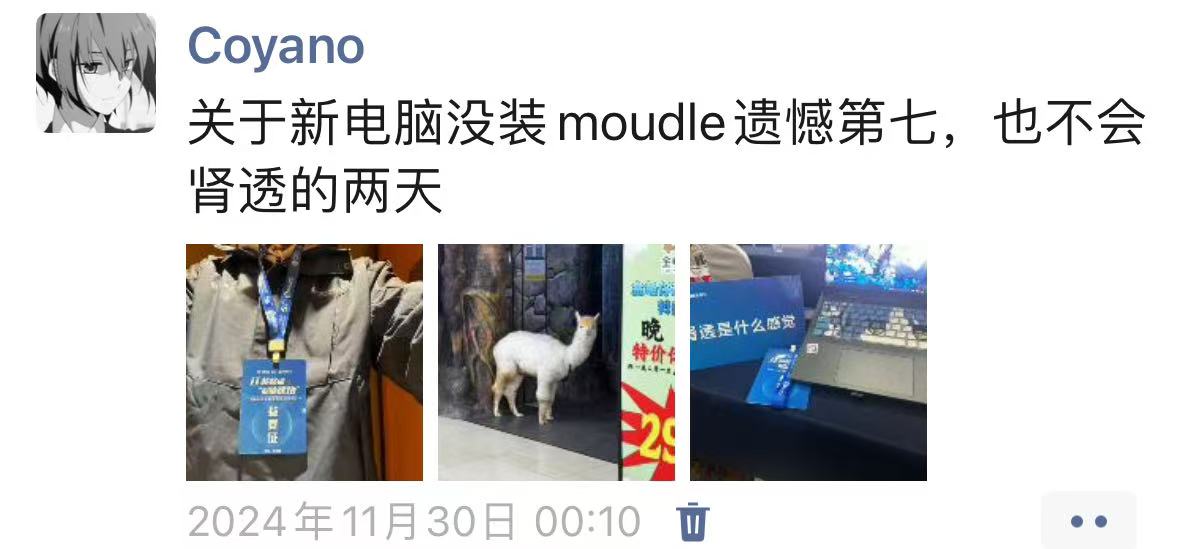 Coyano
关于新电脑没装moudle遗憾第七，也不会
肾透的两天
晚
特价
29
透是什么感觉
2024年11月30日 00:10